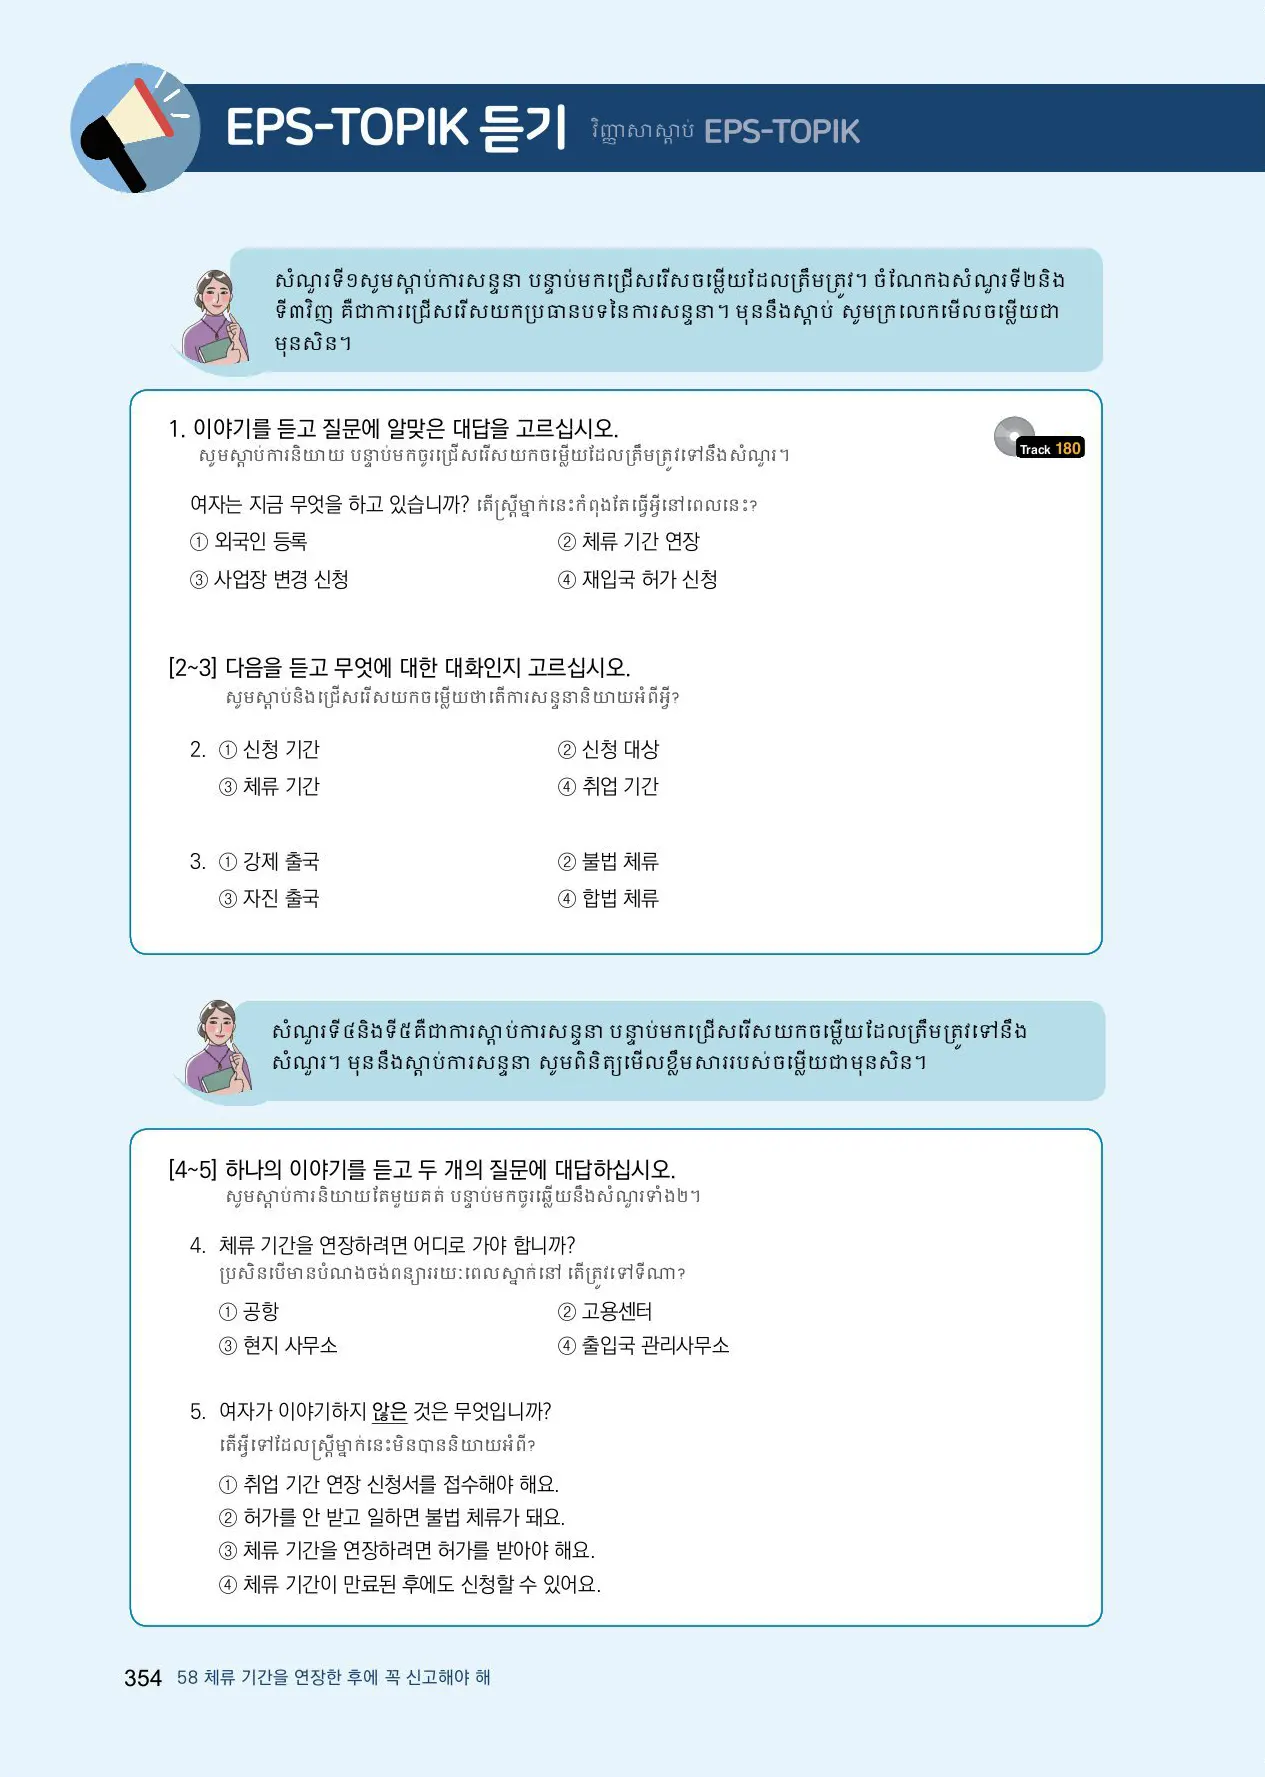 EPS-TOPIK 듣기 វិញ្ញាសាស្តាប់ EPS-TOPIK
សំណួរទី១សូមស្តាប់ការសន្ទនា បន្ទាប់មកជ្រើសរើសចម្លើយដែលត្រឹមត្រូវ។ ចំណែកឯសំណួរទី២និង
ទី៣វិញ គឺជាការជ្រើសរើសយកប្រធានបទនៃការសន្ទនា។ មុននឹងស្តាប់ សូមក្រលេកមើលចម្លើយជា
មុនសិន។
1. 이야기를 듣고 질문에 알맞은 대답을 고르십시오.
Track 180
សូមស្តាប់ការនិយាយ បន្ទាប់មកចូរជ្រើសរើសយកចម្លើយដែលត្រឹមត្រូវទៅនឹងសំណួរ។
여자는 지금 무엇을 하고 있습니까? តើស្ត្រីម្នាក់នេះកំពុងតែធ្វើអ្វីនៅពេលនេះ?
① 외국인 등록 ② 체류 기간 연장
③ 사업장 변경 신청 ④ 재입국 허가 신청
[2~3] 다음을 듣고 무엇에 대한 대화인지 고르십시오.
សូមស្តាប់និងជ្រើសរើសយកចម្លើយថាតើការសន្ទនានិយាយអំពីអ្វី?
2. ① 신청 기간 ② 신청 대상
③ 체류 기간 ④ 취업 기간
3. ① 강제 출국 ② 불법 체류
③ 자진 출국 ④ 합법 체류
សំណួរទី៤និងទី៥គឺជាការស្តាប់ការសន្ទនា បន្ទាប់មកជ្រើសរើសយកចម្លើយដែលត្រឹមត្រូវទៅនឹង
សំណួរ។ មុននឹងស្តាប់ការសន្ទនា សូមពិនិត្យមើលខ្លឹមសាររបស់ចម្លើយជាមុនសិន។
[4~5] 하나의 이야기를 듣고 두 개의 질문에 대답하십시오.
សូមស្តាប់ការនិយាយតែមួយគត់ បន្ទាប់មកចូរឆ្លើយនឹងសំណួរទាំង២។
4. 체류 기간을 연장하려면 어디로 가야 합니까?
ប្រសិនបើមានបំណងចង់ពន្យាររយៈពេលស្នាក់នៅ តើត្រូវទៅទីណា?
① 공항 ② 고용센터
③ 현지 사무소 ④ 출입국 관리사무소
5. 여자가 이야기하지 않은 것은 무엇입니까?
តើអ្វីទៅដែលស្ត្រីម្នាក់នេះមិនបាននិយាយអំពី?
① 취업 기간 연장 신청서를 접수해야 해요.
② 허가를 안 받고 일하면 불법 체류가 돼요.
③ 체류 기간을 연장하려면 허가를 받아야 해요.
④ 체류 기간이 만료된 후에도 신청할 수 있어요.
354 58 체류 기간을 연장한 후에 꼭 신고해야 해